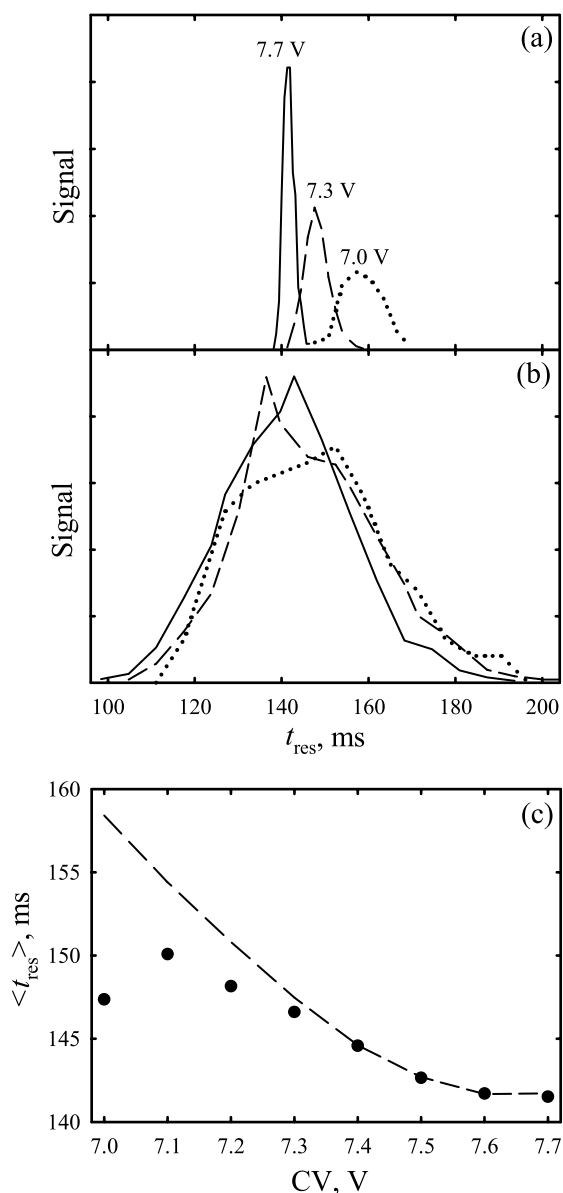 (a)
7.7 V
7.3 V
7.0 V
Signal
(b)
Signal
100 120 140 160 180 200
t_res, ms
(c)
160
155
150
145
140
<t_res>, ms
7.0 7.1 7.2 7.3 7.4 7.5 7.6 7.7
CV, V